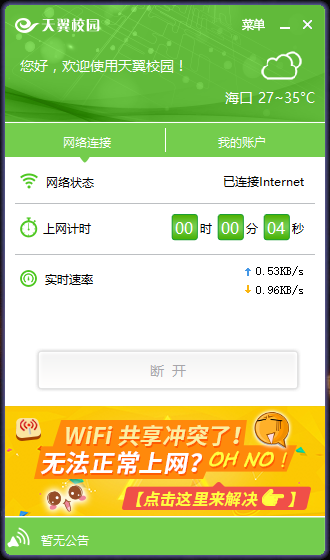 天翼校园 菜单
您好，欢迎使用天翼校园！
海口 27~35℃
网络连接 我的账户
网络状态 已连接Internet
上网计时 00 时 00 分 04 秒
实时速率 0.53KB/s
0.96KB/s
断 开
WiFi 共享冲突了！
无法正常上网? OH NO！
【点击这里来解决 】
暂无公告